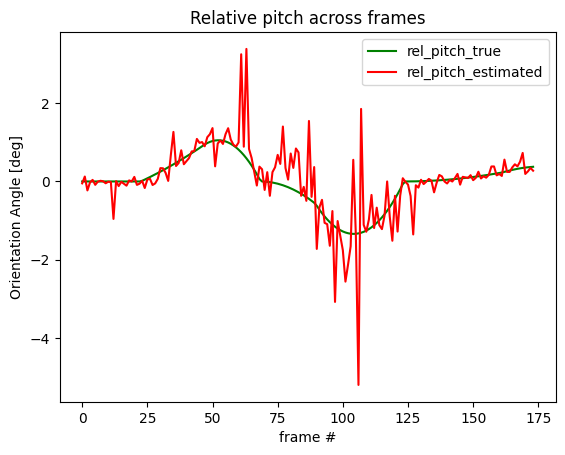 Relative pitch across frames
rel_pitch_true
rel_pitch_estimated
Orientation Angle [deg]
2
0
−2
−4
0 25 50 75 100 125 150 175
frame #